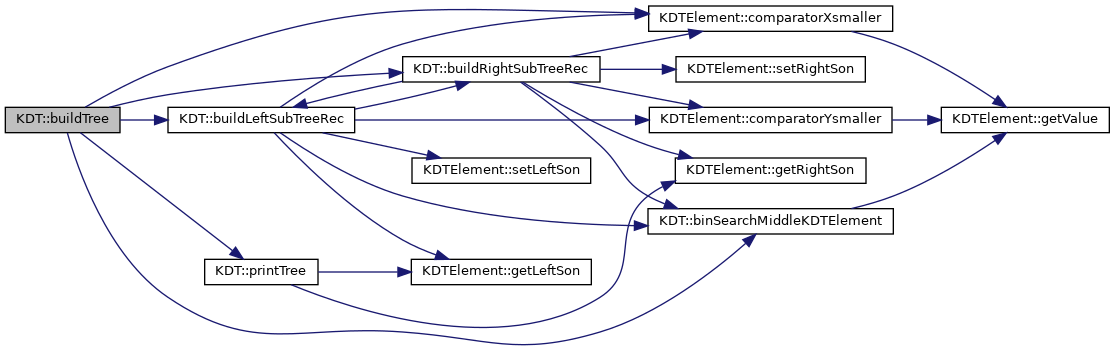 KDTElement::comparatorXsmaller
KDT::buildRightSubTreeRec
KDTElement::setRightSon
KDT::buildTree
KDT::buildLeftSubTreeRec
KDTElement::comparatorYsmaller
KDTElement::getValue
KDTElement::setLeftSon
KDTElement::getRightSon
KDT::binSearchMiddleKDTElement
KDT::printTree
KDTElement::getLeftSon